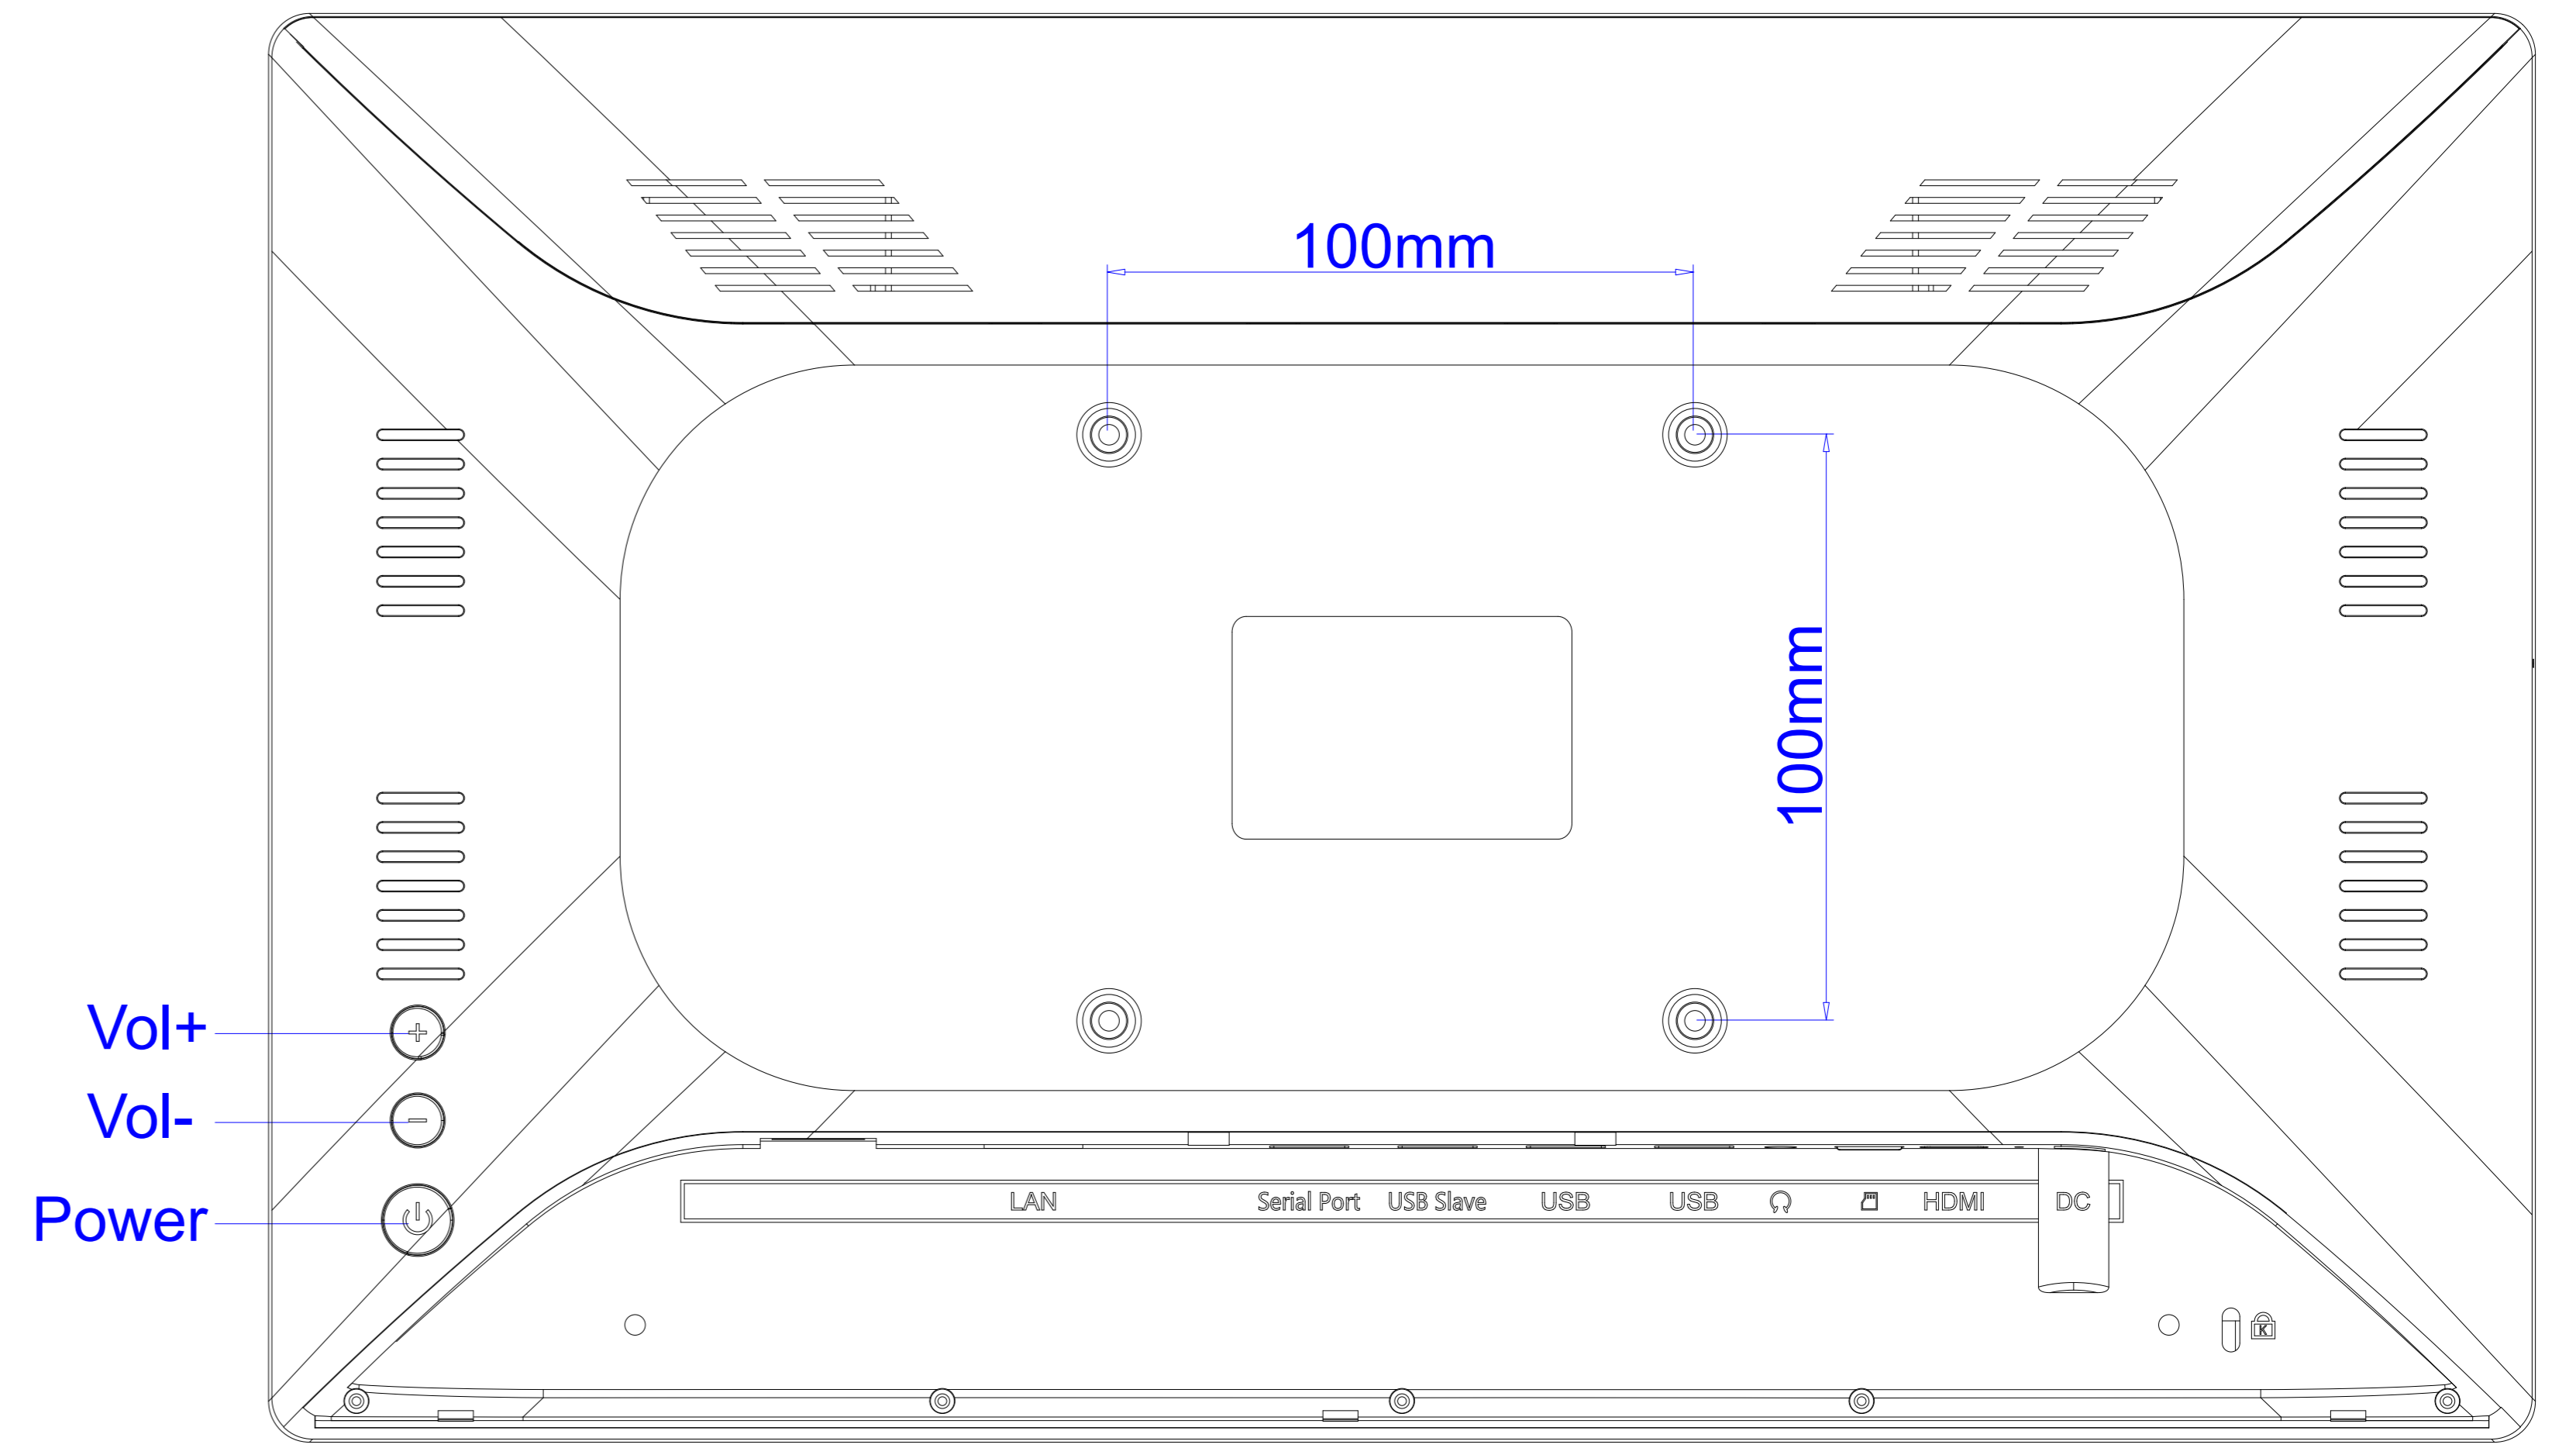 100mm
100mm
Vol+
Vol-
Power
LAN Serial Port USB Slave USB USB HDMI DC
K